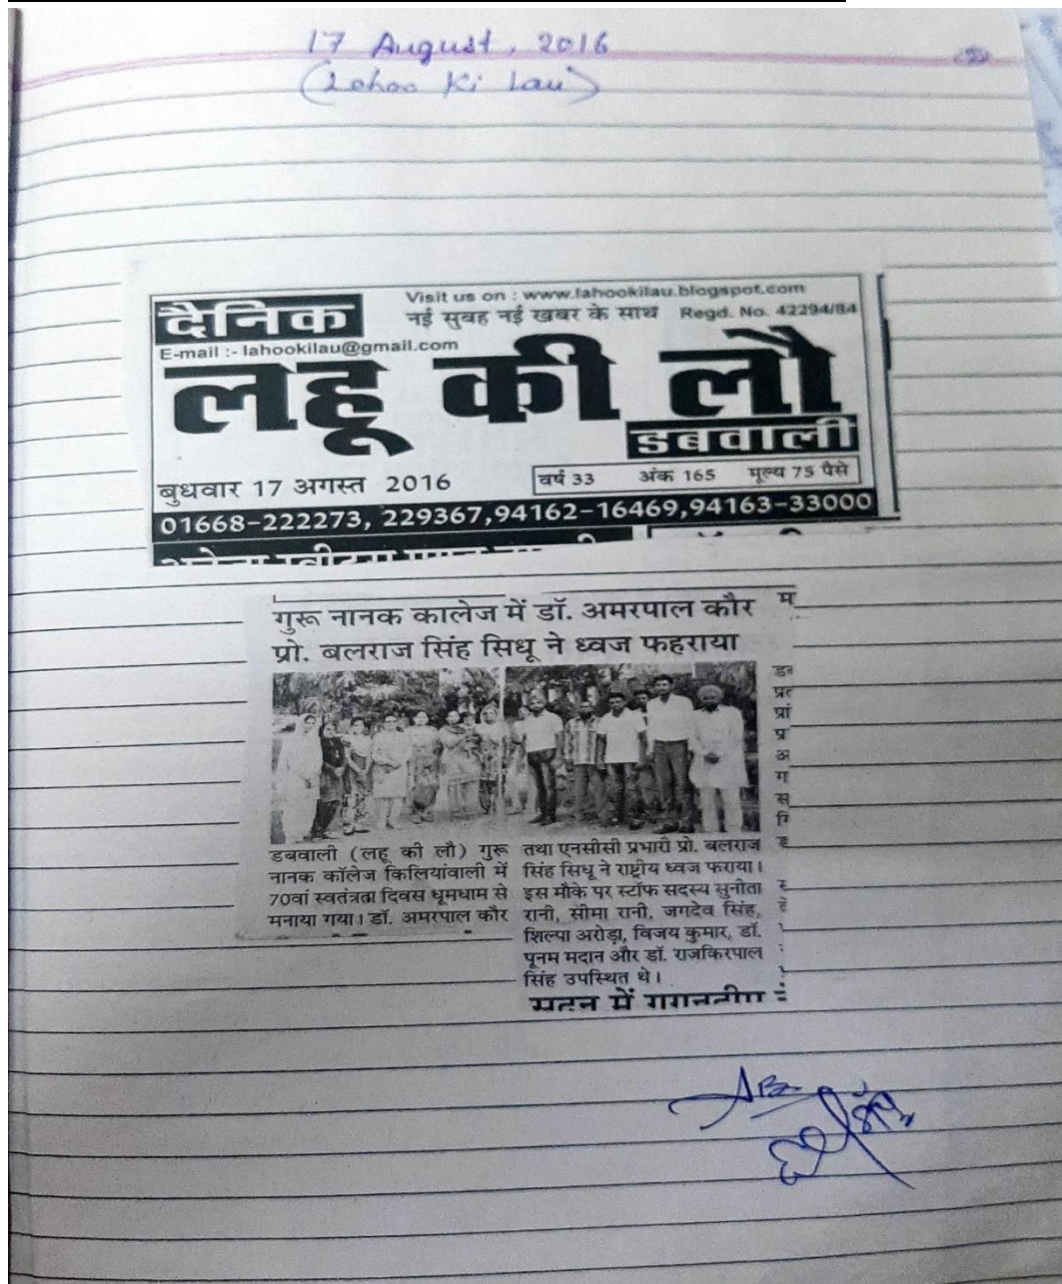 17 August, 2016
(Lahoo Ki Lau)
दैनिक
Visit us on : www.lahookilau.blogspot.com
नई सुबह नई खबर के साथ Regd. No. 42294/84
E-mail :- lahookilau@gmail.com
लहू की लौ
डबवाली
बुधवार 17 अगस्त 2016
वर्ष 33 अंक 165 मूल्य 75 पैसे
01668-222273, 229367,94162-16469,94163-33000
गुरू नानक कालेज में डॉ. अमरपाल कौर
प्रो. बलराज सिंह सिधू ने ध्वज फहराया
डबवाली (लहू की लौ) गुरू
नानक कॉलेज किलियांवाली में
70वां स्वतंत्रता दिवस धूमधाम से
मनाया गया। डॉ. अमरपाल कौर
तथा एनसीसी प्रभारी प्रो. बलराज
सिंह सिधू ने राष्ट्रीय ध्वज फराया।
इस मौके पर स्टॉफ सदस्य सुनीता
रानी, सीमा रानी, जगदेव सिंह,
शिल्पा अरोड़ा, विजय कुमार, डॉ.
पूनम मदान और डॉ. राजकिरपाल
सिंह उपस्थित थे।